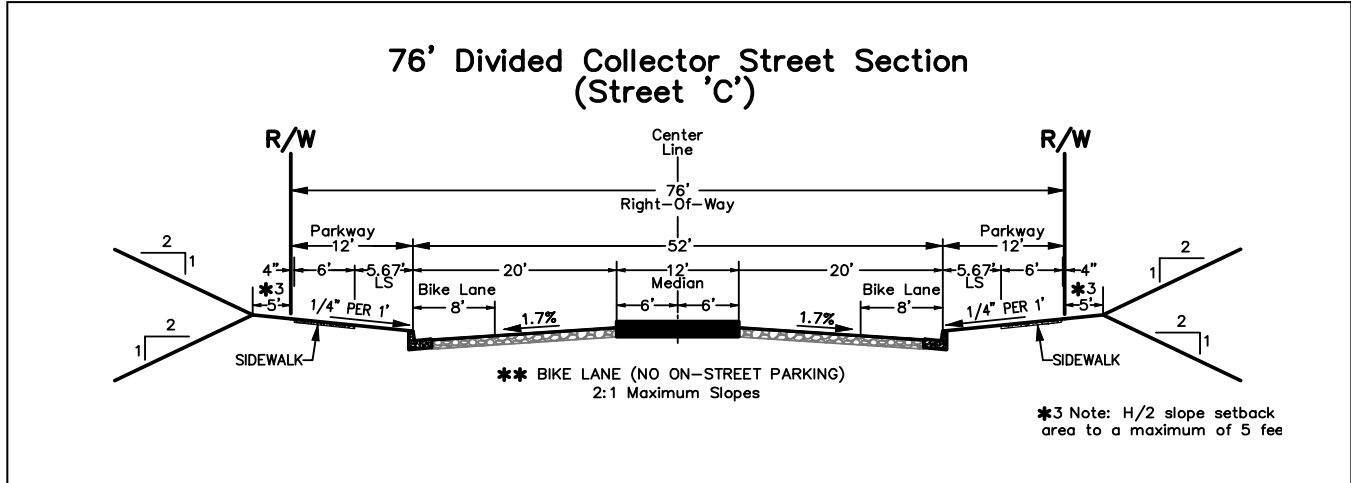 76' Divided Collector Street Section
(Street 'C')
R/W
Center
Line
R/W
76'
Right-Of-Way
Parkway
12'
52'
Parkway
12'
2
1
4"
6'
5.67'
LS
20'
12'
Median
20'
5.67'
LS
6'
4"
2
1
✱3
5'
1/4" PER 1'
Bike Lane
8'
6'
6'
Bike Lane
8'
1/4" PER 1'
✱3
5'
2
1
1.7%
1.7%
2
1
SIDEWALK
SIDEWALK
✱✱ BIKE LANE (NO ON-STREET PARKING)
2:1 Maximum Slopes
✱3 Note: H/2 slope setback
area to a maximum of 5 fee